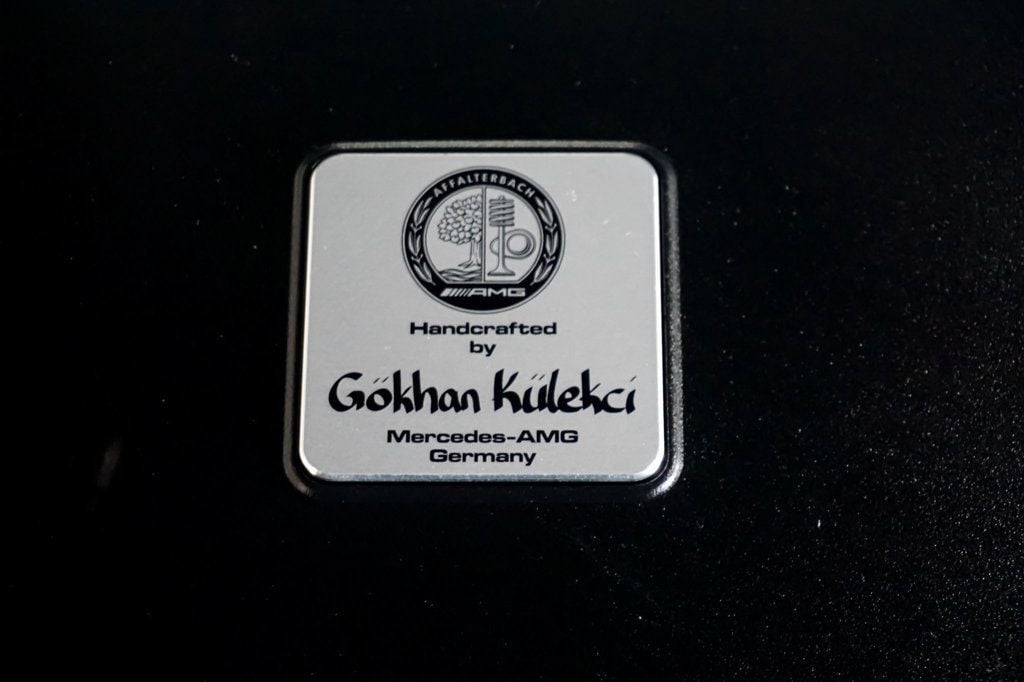 AFFALTERBACH
AMG
Handcrafted
by
Gökhan Külekci
Mercedes-AMG
Germany